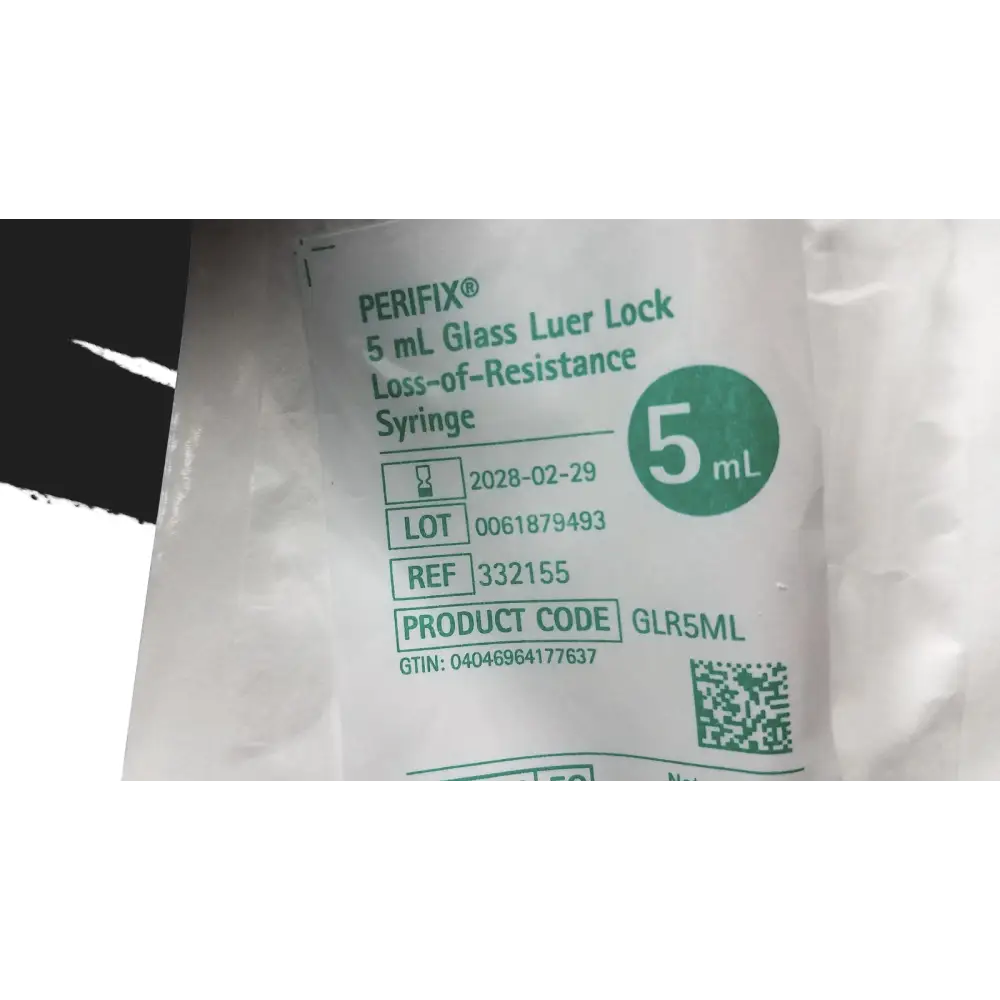 PERIFIX®
5 mL Glass Luer Lock
Loss-of-Resistance
Syringe
5 mL
2028-02-29
LOT 0061879493
REF 332155
PRODUCT CODE GLR5ML
GTIN: 04046964177637